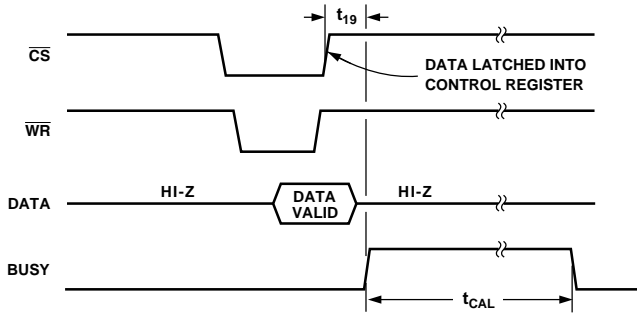 t19
CS
DATA LATCHED INTO
CONTROL REGISTER
WR
HI-Z
DATA
DATA
VALID
HI-Z
BUSY
tCAL